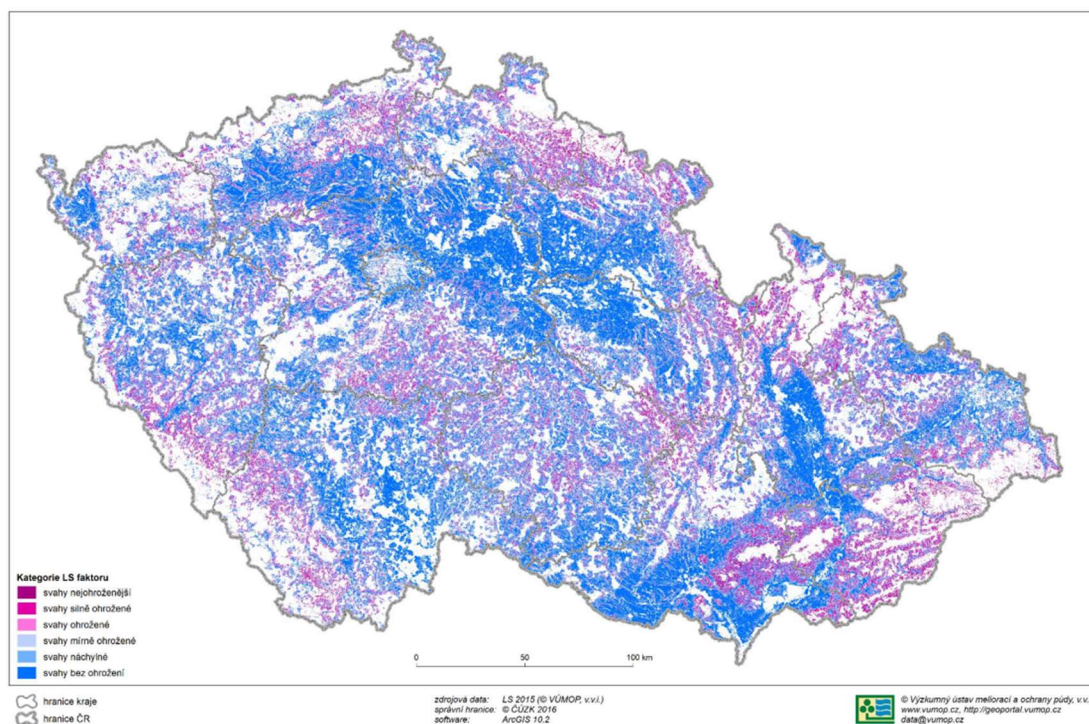 Kategorie LS faktoru
svahy nejohroženější
svahy silně ohrožené
svahy ohrožené
svahy mírně ohrožené
svahy náchylné
svahy bez ohrožení
0 50 100 km
hranice kraje
hranice ČR
zdrojová data: LS 2015 (© VÚMOP, v.v.i.)
správní hranice: © ČÚZK 2016
software: ArcGIS 10.2
© Výzkumný ústav meliorací a ochrany půdy, v.v.
www.vumop.cz, http://geoportal.vumop.cz
data@vumop.cz